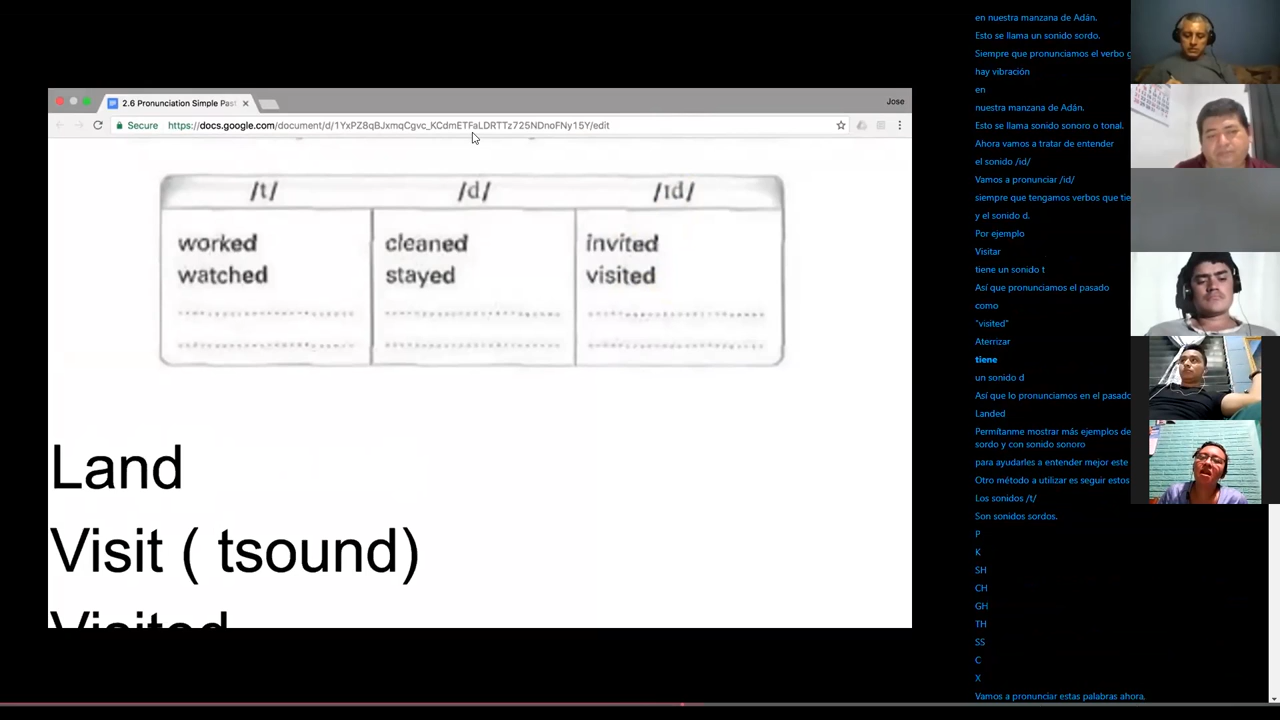 2.6 Pronunciation Simple Past
Jose
Secure
https://docs.google.com/document/d/1YxPZ8qBJxmqCgvc_KCdmETFaLDRTTz725NDnoFNy15Y/edit
/t/ /d/ /ɪd/
worked cleaned invited
watched stayed visited
Land
Visit ( tsound)
Visited
en nuestra manzana de Adán.
Esto se llama un sonido sordo.
Siempre que pronunciamos el verbo
hay vibración
en
nuestra manzana de Adán.
Esto se llama sonido sonoro o tonal.
Ahora vamos a tratar de entender
el sonido /id/
Vamos a pronunciar /id/
siempre que tengamos verbos que
y el sonido d.
Por ejemplo
Visitar
tiene un sonido t
Así que pronunciamos el pasado
como
"visited"
Aterrizar
tiene
un sonido d
Así que lo pronunciamos en el pasado
Landed
Permítanme mostrar más ejemplos de
sordo y con sonido sonoro
para ayudarles a entender mejor este
Otro método a utilizar es seguir estos
Los sonidos /t/
Son sonidos sordos.
P
K
SH
CH
GH
TH
SS
C
X
Vamos a pronunciar estas palabras ahora,